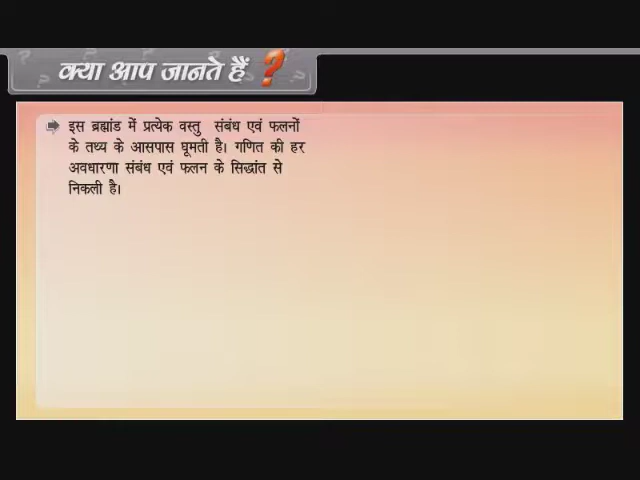 क्या आप जानते हैं ?
इस ब्रह्मांड में प्रत्येक वस्तु संबंध एवं फलनों
के तथ्य के आसपास घूमती है। गणित की हर
अवधारणा संबंध एवं फलन के सिद्धांत से
निकली है।